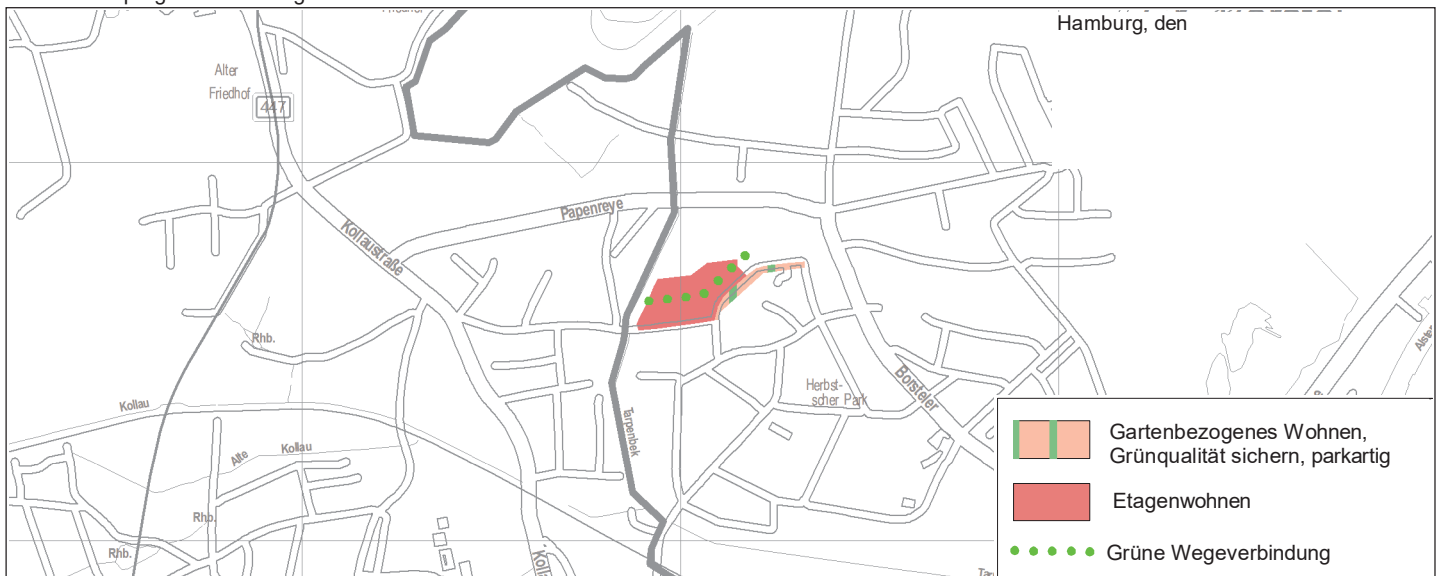 Hamburg, den
Alter
Friedhof
447
Papenreye
Kollaustraße
Rhb.
Herbst-
scher Park
Borsteler
Kollau
Tarpenbek
Alte Kollau
Rhb.
Rhb.
Gartenbezogenes Wohnen,
Grünqualität sichern, parkartig
Etagenwohnen
Grüne Wegeverbindung